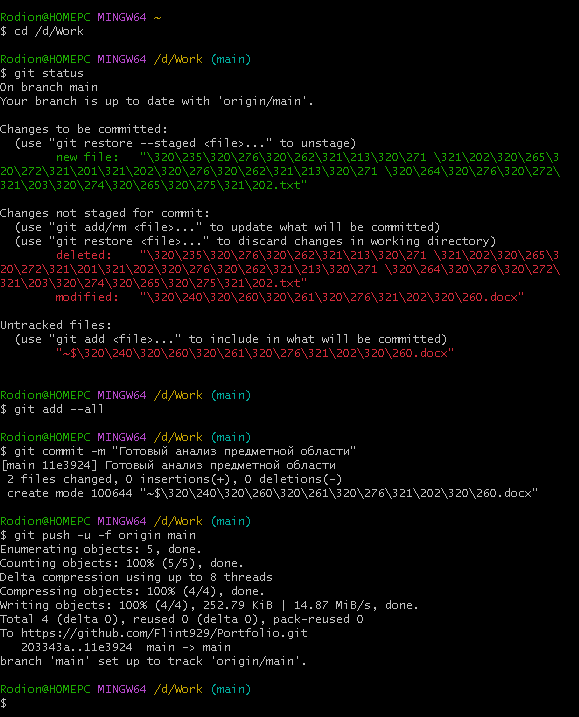 Rodion@HOMEPC MINGW64 ~
$ cd /d/Work
Rodion@HOMEPC MINGW64 /d/Work (main)
$ git status
On branch main
Your branch is up to date with 'origin/main'.
Changes to be committed:
(use "git restore --staged <file>..." to unstage)
new file:   "\320\235\320\276\320\262\321\213\320\271 \321\202\320\265\3
20\272\321\201\321\202\320\276\320\262\321\213\320\271 \320\264\320\276\320\272\
321\203\320\274\320\265\320\275\321\202.txt"
Changes not staged for commit:
(use "git add/rm <file>..." to update what will be committed)
(use "git restore <file>..." to discard changes in working directory)
deleted:    "\320\235\320\276\320\262\321\213\320\271 \321\202\320\265\3
20\272\321\201\321\202\320\276\320\262\321\213\320\271 \320\264\320\276\320\272\
321\203\320\274\320\265\320\275\321\202.txt"
modified:   "\320\240\320\260\320\261\320\276\321\202\320\260.docx"
Untracked files:
(use "git add <file>..." to include in what will be committed)
"~$\320\240\320\260\320\261\320\276\321\202\320\260.docx"
Rodion@HOMEPC MINGW64 /d/Work (main)
$ git add --all
Rodion@HOMEPC MINGW64 /d/Work (main)
$ git commit -m "Готовый анализ предметной области"
[main 11e3924] Готовый анализ предметной области
2 files changed, 0 insertions(+), 0 deletions(-)
create mode 100644 "~$\320\240\320\260\320\261\320\276\321\202\320\260.docx"
Rodion@HOMEPC MINGW64 /d/Work (main)
$ git push -u -f origin main
Enumerating objects: 5, done.
Counting objects: 100% (5/5), done.
Delta compression using up to 8 threads
Compressing objects: 100% (4/4), done.
Writing objects: 100% (4/4), 252.79 KiB | 14.87 MiB/s, done.
Total 4 (delta 0), reused 0 (delta 0), pack-reused 0
To https://github.com/Flint929/Portfolio.git
203343a..11e3924  main -> main
branch 'main' set up to track 'origin/main'.
Rodion@HOMEPC MINGW64 /d/Work (main)
$